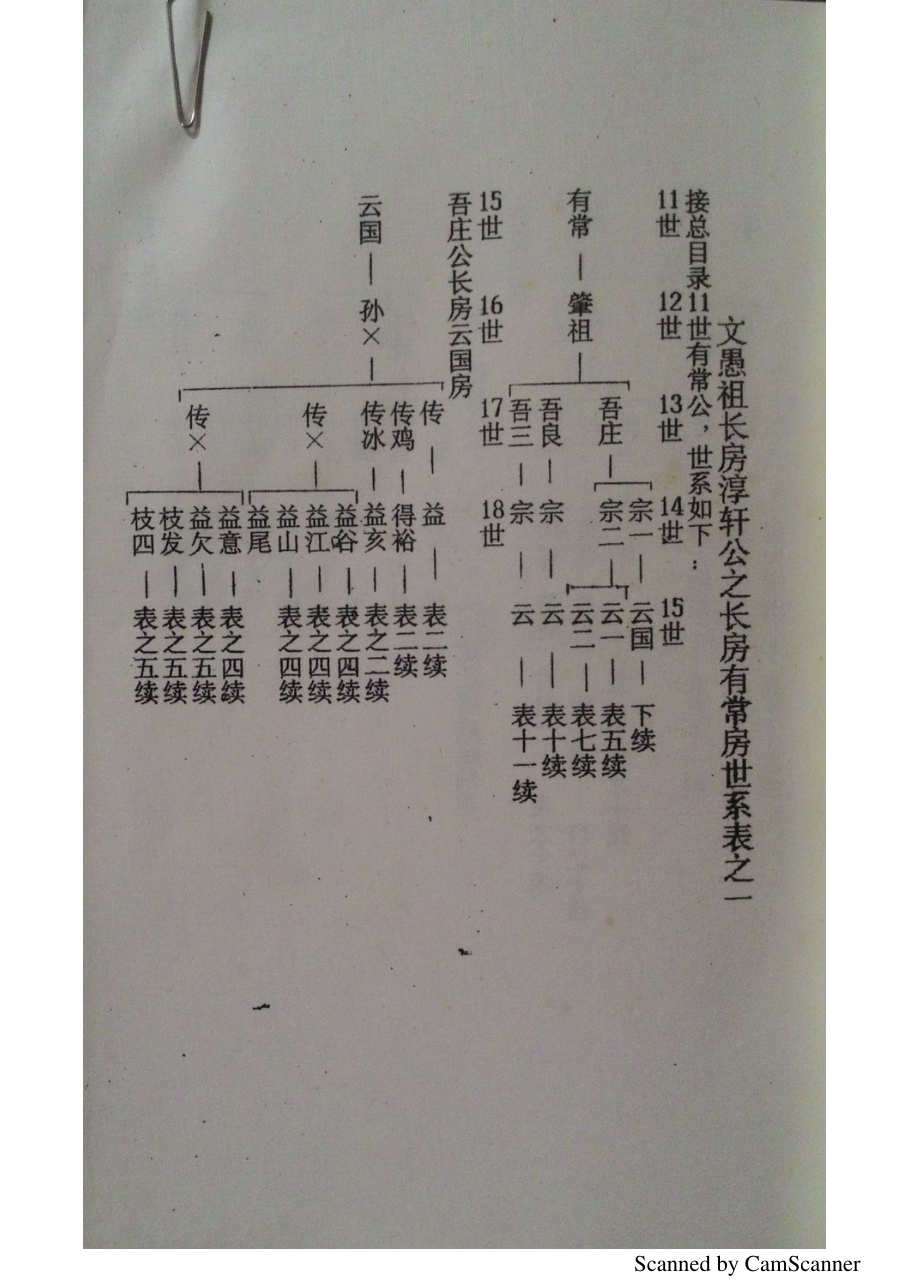 文愚祖长房淳轩公之长房有常房世系表之一
接总目录11世有常公，世系如下：
11世 12世 13世 14世 15世
宗一 — 云国 — 下续
有常 — 肇祖 — 吾庄 — 宗二 — 云一 — 表五续
云二 — 表七续
吾良 — 宗 — 云 — 表十续
吾三 — 宗 — 云 — 表十一续
15世 16世 17世 18世
吾庄公长房云国房
传 — 益 — 表二续
传鸡 — 得裕 — 表二续
云国 — 孙× — 传冰 — 益亥 — 表之二续
益谷 — 表之四续
传× — 益江 — 表之四续
益山 — 表之四续
益尾
益意 — 表之四续
传× — 益欠 — 表之五续
枝发 — 表之五续
枝四 — 表之五续
Scanned by CamScanner